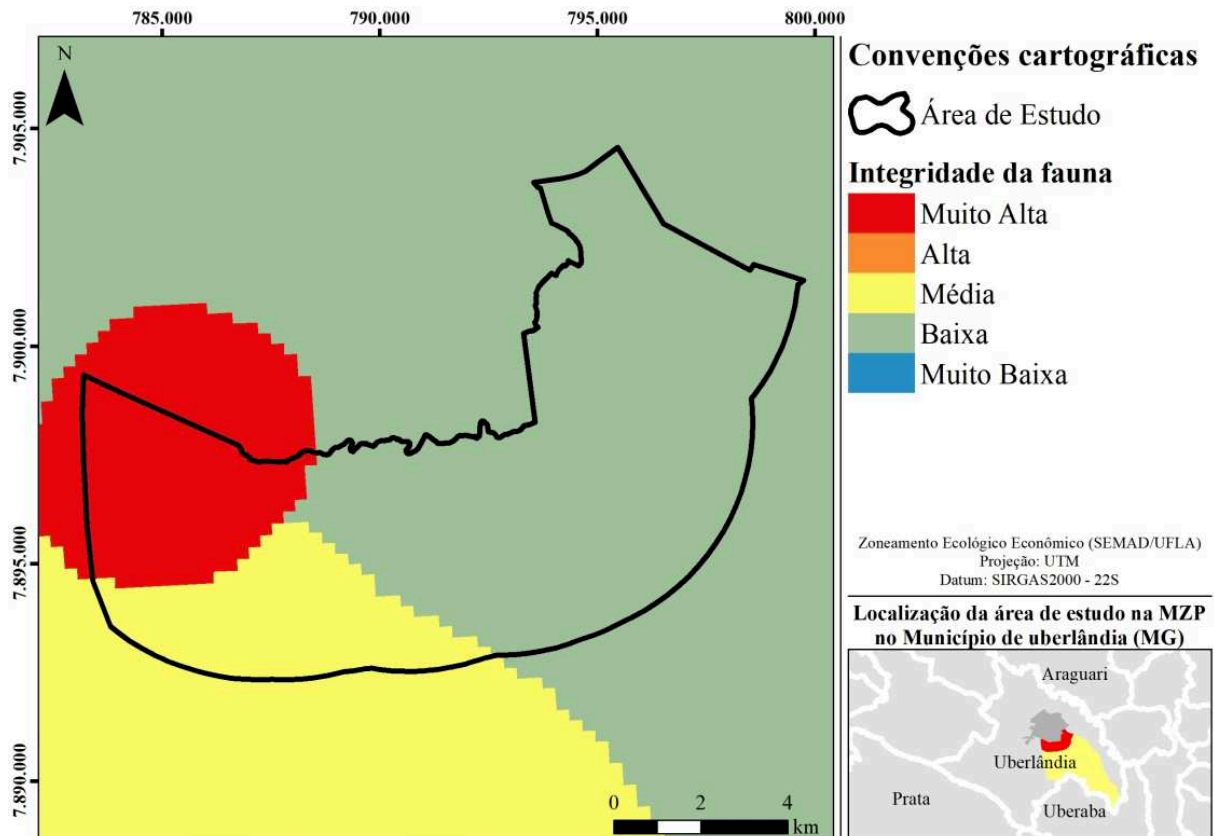 785.000
790.000
795.000
800.000
N
7.905.000
7.900.000
7.895.000
7.890.000
0 2 4
km
Convenções cartográficas
Área de Estudo
Integridade da fauna
Muito Alta
Alta
Média
Baixa
Muito Baixa
Zoneamento Ecológico Econômico (SEMAD/UFLA)
Projeção: UTM
Datum: SIRGAS2000 - 22S
Localização da área de estudo na MZP
no Município de uberlândia (MG)
Araguari
Uberlândia
Prata
Uberaba